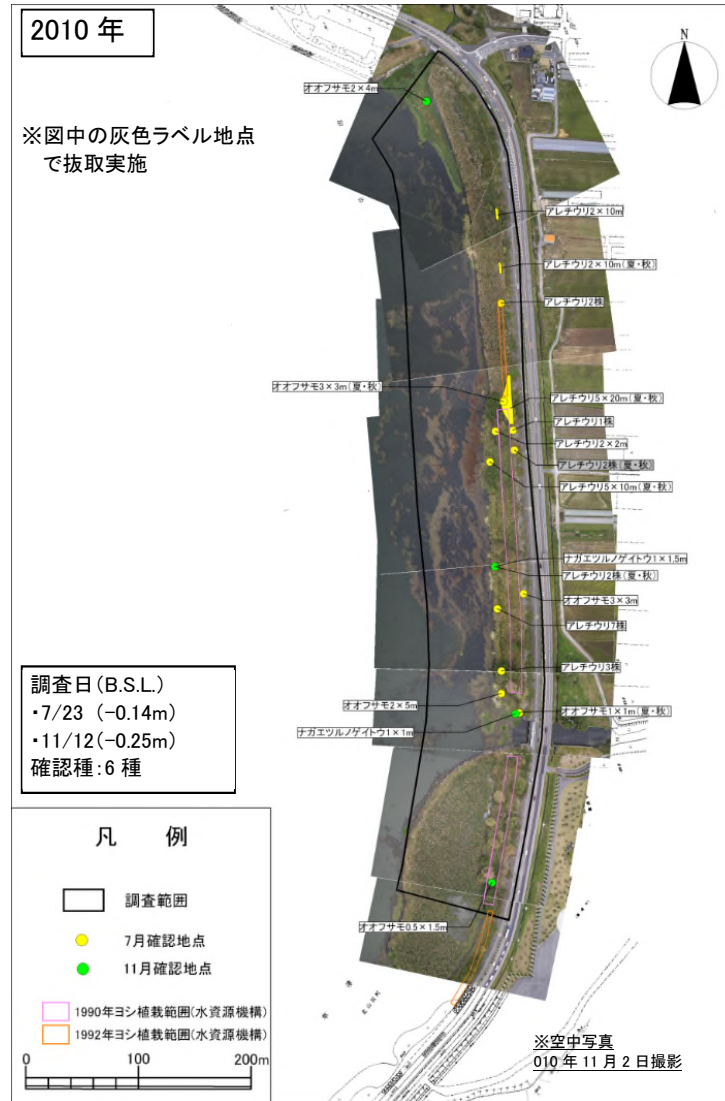 2010 年
※図中の灰色ラベル地点
で抜取実施
N
オオフサモ2×4m
アレチウリ2×10m
アレチウリ2×10m(夏・秋)
アレチウリ2株
オオフサモ3×3m(夏・秋)
アレチウリ5×20m(夏・秋)
アレチウリ1株
アレチウリ2×2m
アレチウリ2株(夏・秋)
アレチウリ5×10m(夏・秋)
ナガエツルノゲイトウ1×1.5m
アレチウリ2株(夏・秋)
オオフサモ3×3m
アレチウリ7株
アレチウリ3株
オオフサモ2×5m
オオフサモ1×1m(夏・秋)
ナガエツルノゲイトウ1×1m
オオフサモ0.5×1.5m
調査日(B.S.L.)
・7/23 (-0.14m)
・11/12(-0.25m)
確認種:6 種
凡 例
調査範囲
7月確認地点
11月確認地点
1990年ヨシ植栽範囲(水資源機構)
1992年ヨシ植栽範囲(水資源機構)
0 100 200m
※空中写真
010 年 11 月 2 日撮影